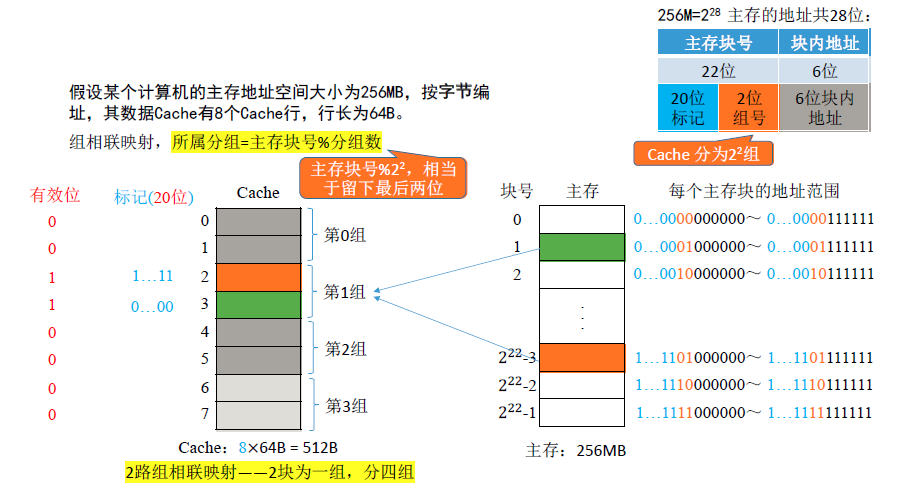 256M=2²⁸ 主存的地址共28位：
主存块号 块内地址
22位 6位
20位标记 2位组号 6位块内地址
Cache 分为2²组
假设某个计算机的主存地址空间大小为256MB，按字节编
址，其数据Cache有8个Cache行，行长为64B。
组相联映射，所属分组=主存块号%分组数
主存块号%2²，相当
于留下最后两位
有效位 标记(20位) Cache
块号 主存 每个主存块的地址范围
0 0
0 1 第0组
1 1…11 2
1 0…00 3 第1组
0 4
0 5 第2组
0 6
0 7 第3组
0 0…0000000000～ 0…0000111111
1 0…0001000000～ 0…0001111111
2 0…0010000000～ 0…0010111111
⋮
2²²-3 1…1101000000～ 1…1101111111
2²²-2 1…1110000000～ 1…1110111111
2²²-1 1…1111000000～ 1…1111111111
Cache：8×64B = 512B
主存：256MB
2路组相联映射——2块为一组，分四组